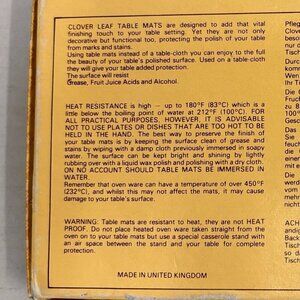 CLOVER LEAF TABLE MATS are designed to add that vital
finishing touch to your table setting. Yet they are not only
decorative but functional too, protecting the polish of your table
from marks and stains.
Using table mats instead of a table-cloth you can enjoy to the full
the beauty of your table's polished surface. Used on a table-cloth
they will give your table added protection.
The surface will resist
Grease, Fruit Juice Acids and Alcohol.
HEAT RESISTANCE is high – up to 180°F (83°C) which is a
little below the boiling point of water at 212°F (100°C). FOR
ALL PRACTICAL PURPOSES, HOWEVER, IT IS ADVISABLE
NOT TO USE PLATES OR DISHES THAT ARE TOO HOT TO BE
HELD IN THE HAND. The best way to preserve the finish of
your table mats is by keeping the surface clean of grease and
stains by wiping with a damp cloth previously immersed in soapy
water. The surface can be kept bright and shining by lightly
rubbing over with a liquid wax polish and polishing with a dry cloth.
ON NO ACCOUNT SHOULD TABLE MATS BE IMMERSED IN
WATER.
Remember that oven ware can have a temperature of over 450°F
(232°C), and whilst this may not affect the mats, it may cause
damage to your table's surface.
WARNING: Table mats are resistant to heat, they are not HEAT
PROOF. Do not place heated oven ware taken straight from the
oven on to your table mats but use a special casserole stand with
an air space between the stand and your table for complete
protection.
MADE IN UNITED KINGDOM